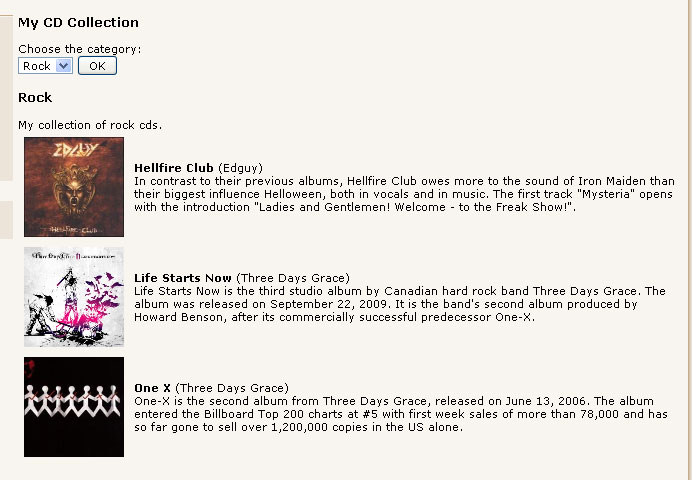 My CD Collection
Choose the category:
Rock OK
Rock
My collection of rock cds.
EDGUY
HELLFIRE CLUB
Hellfire Club (Edguy)
In contrast to their previous albums, Hellfire Club owes more to the sound of Iron Maiden than
their biggest influence Helloween, both in vocals and in music. The first track "Mysteria" opens
with the introduction "Ladies and Gentlemen! Welcome - to the Freak Show!".
Three Days Grace
Life Starts Now (Three Days Grace)
Life Starts Now is the third studio album by Canadian hard rock band Three Days Grace. The
album was released on September 22, 2009. It is the band's second album produced by
Howard Benson, after its commercially successful predecessor One-X.
One X (Three Days Grace)
One-X is the second album from Three Days Grace, released on June 13, 2006. The album
entered the Billboard Top 200 charts at #5 with first week sales of more than 78,000 and has
so far gone to sell over 1,200,000 copies in the US alone.